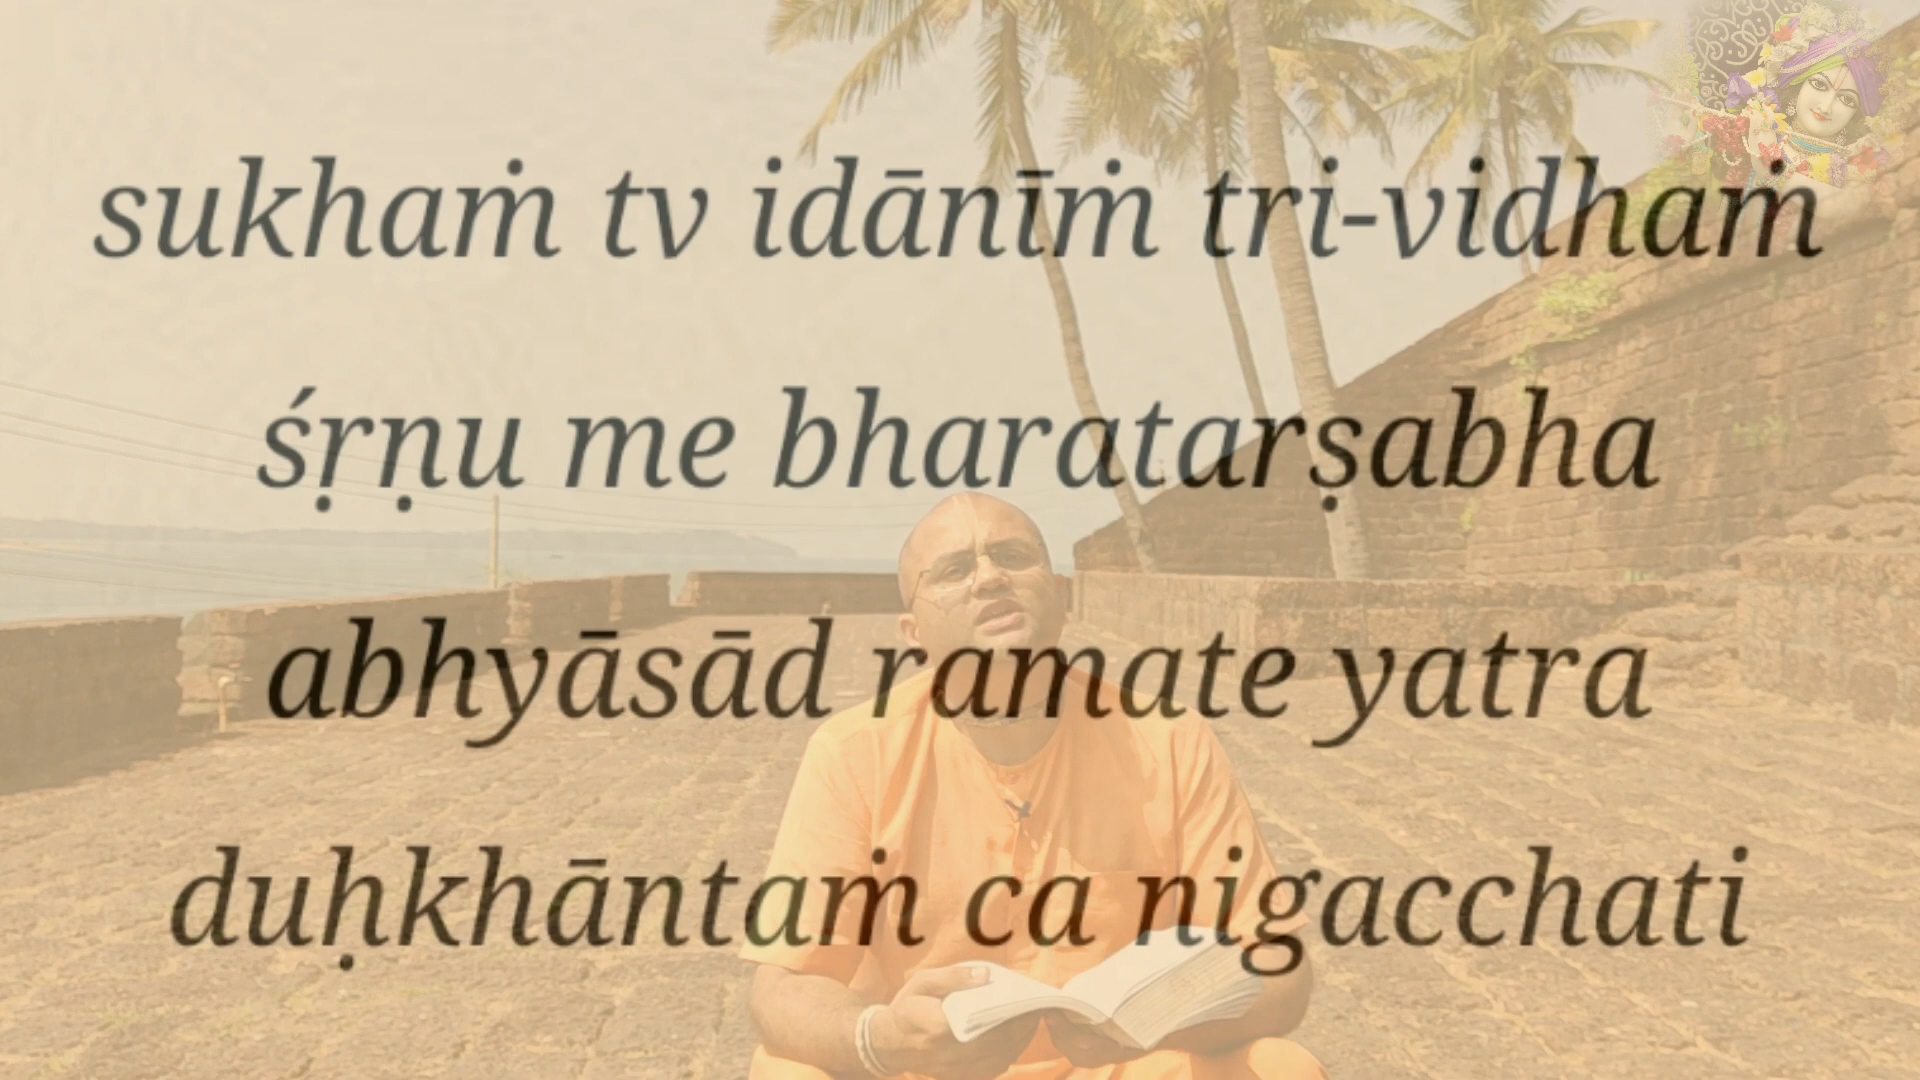 sukhaṁ tv idānīṁ tri-vidhaṁ
śṛṇu me bharatarṣabha
abhyāsād ramate yatra
duḥkhāntaṁ ca nigacchati